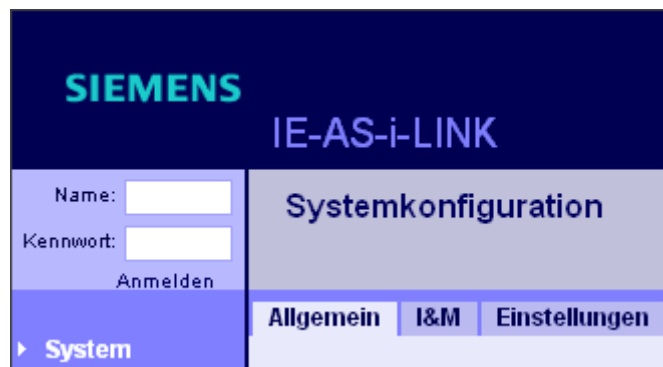 SIEMENS
IE-AS-i-LINK
Name:
Kennwort:
Anmelden
System
Systemkonfiguration
Allgemein I&M Einstellungen